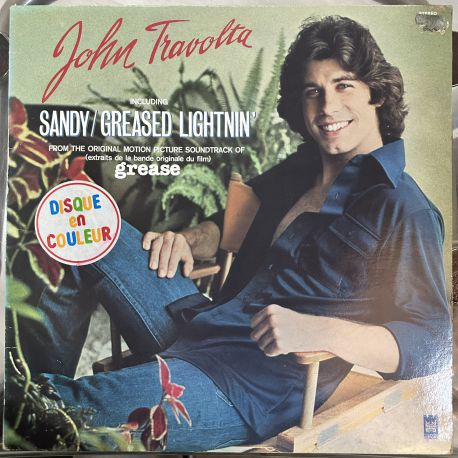 STEREO
John Travolta
INCLUDING
SANDY/GREASED LIGHTNIN'
FROM THE ORIGINAL MOTION PICTURE SOUNDTRACK OF
(extraits de la bande originale du film)
grease
DISQUE
en
COULEUR